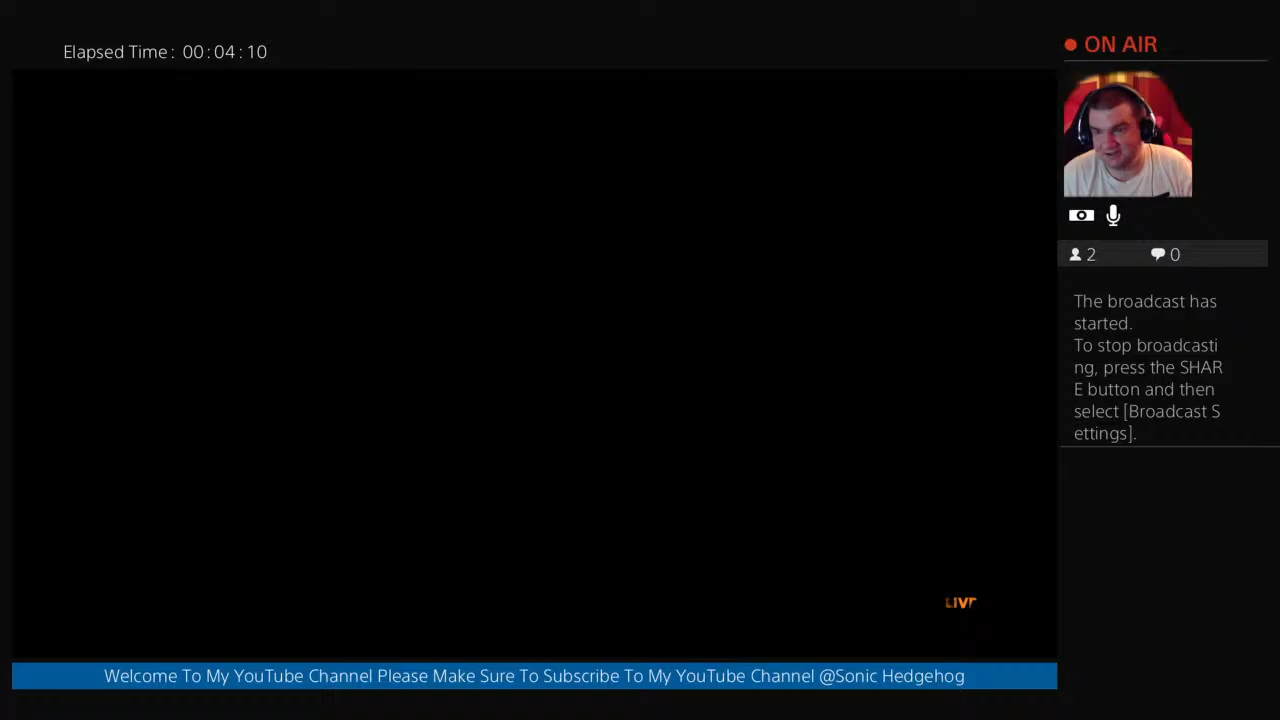 Elapsed Time: 00:04:10
ON AIR
2
0
The broadcast has
started.
To stop broadcasti
ng, press the SHAR
E button and then
select [Broadcast S
ettings].
Welcome To My YouTube Channel Please Make Sure To Subscribe To My YouTube Channel @Sonic Hedgehog